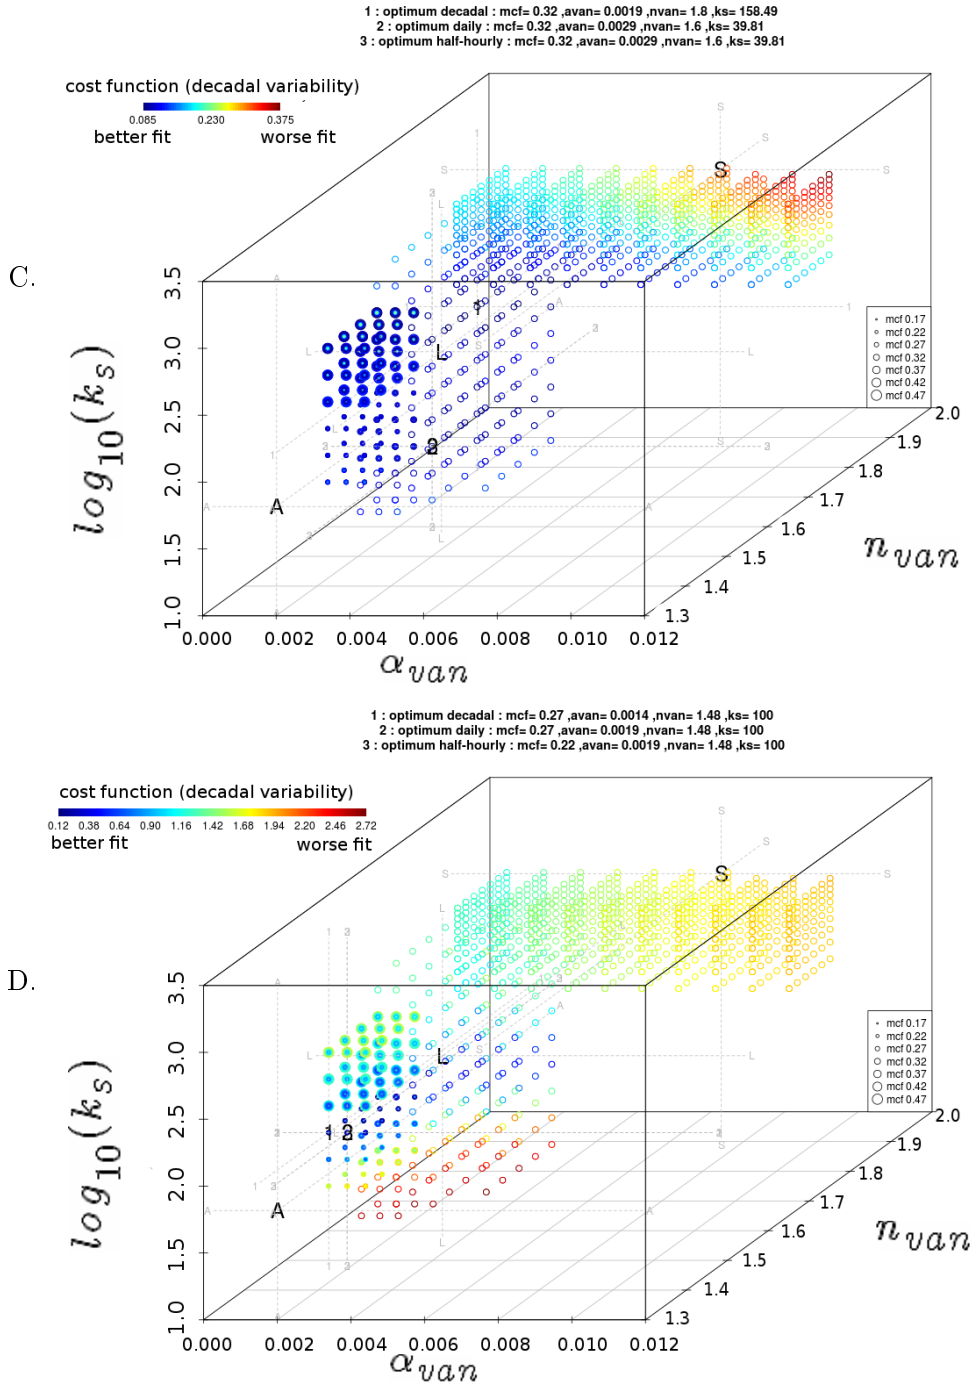 1 : optimum decadal : mcf= 0.32 ,avan= 0.0019 ,nvan= 1.8 ,ks= 158.49
2 : optimum daily : mcf= 0.32 ,avan= 0.0029 ,nvan= 1.6 ,ks= 39.81
3 : optimum half-hourly : mcf= 0.32 ,avan= 0.0029 ,nvan= 1.6 ,ks= 39.81
cost function (decadal variability)
0.085 0.230 0.375
better fit worse fit
C.
S
S
S
S
S
1
L
A
3.5
3.0
2.5
2.0
1.5
1.0
log10(ks)
1
L
A
L
A
L
S
1
2
L
A
1
A
S
L
mcf 0.17
mcf 0.22
mcf 0.27
mcf 0.32
mcf 0.37
mcf 0.42
mcf 0.47
2.0
1.9
1.8
1.7
1.6
1.5
1.4
1.3
n van
0.000 0.002 0.004 0.006 0.008 0.010 0.012
α van
1 : optimum decadal : mcf= 0.27 ,avan= 0.0014 ,nvan= 1.48 ,ks= 100
2 : optimum daily : mcf= 0.27 ,avan= 0.0019 ,nvan= 1.48 ,ks= 100
3 : optimum half-hourly : mcf= 0.22 ,avan= 0.0019 ,nvan= 1.48 ,ks= 100
cost function (decadal variability)
0.12 0.38 0.64 0.90 1.16 1.42 1.68 1.94 2.20 2.46 2.72
better fit worse fit
D.
S
S
S
S
S
L
1
A
3.5
3.0
2.5
2.0
1.5
1.0
log10(ks)
L
L
L
S
A
1
1
A
A
A
L
S
1
mcf 0.17
mcf 0.22
mcf 0.27
mcf 0.32
mcf 0.37
mcf 0.42
mcf 0.47
2.0
1.9
1.8
1.7
1.6
1.5
1.4
1.3
n van
0.000 0.002 0.004 0.006 0.008 0.010 0.012
α van